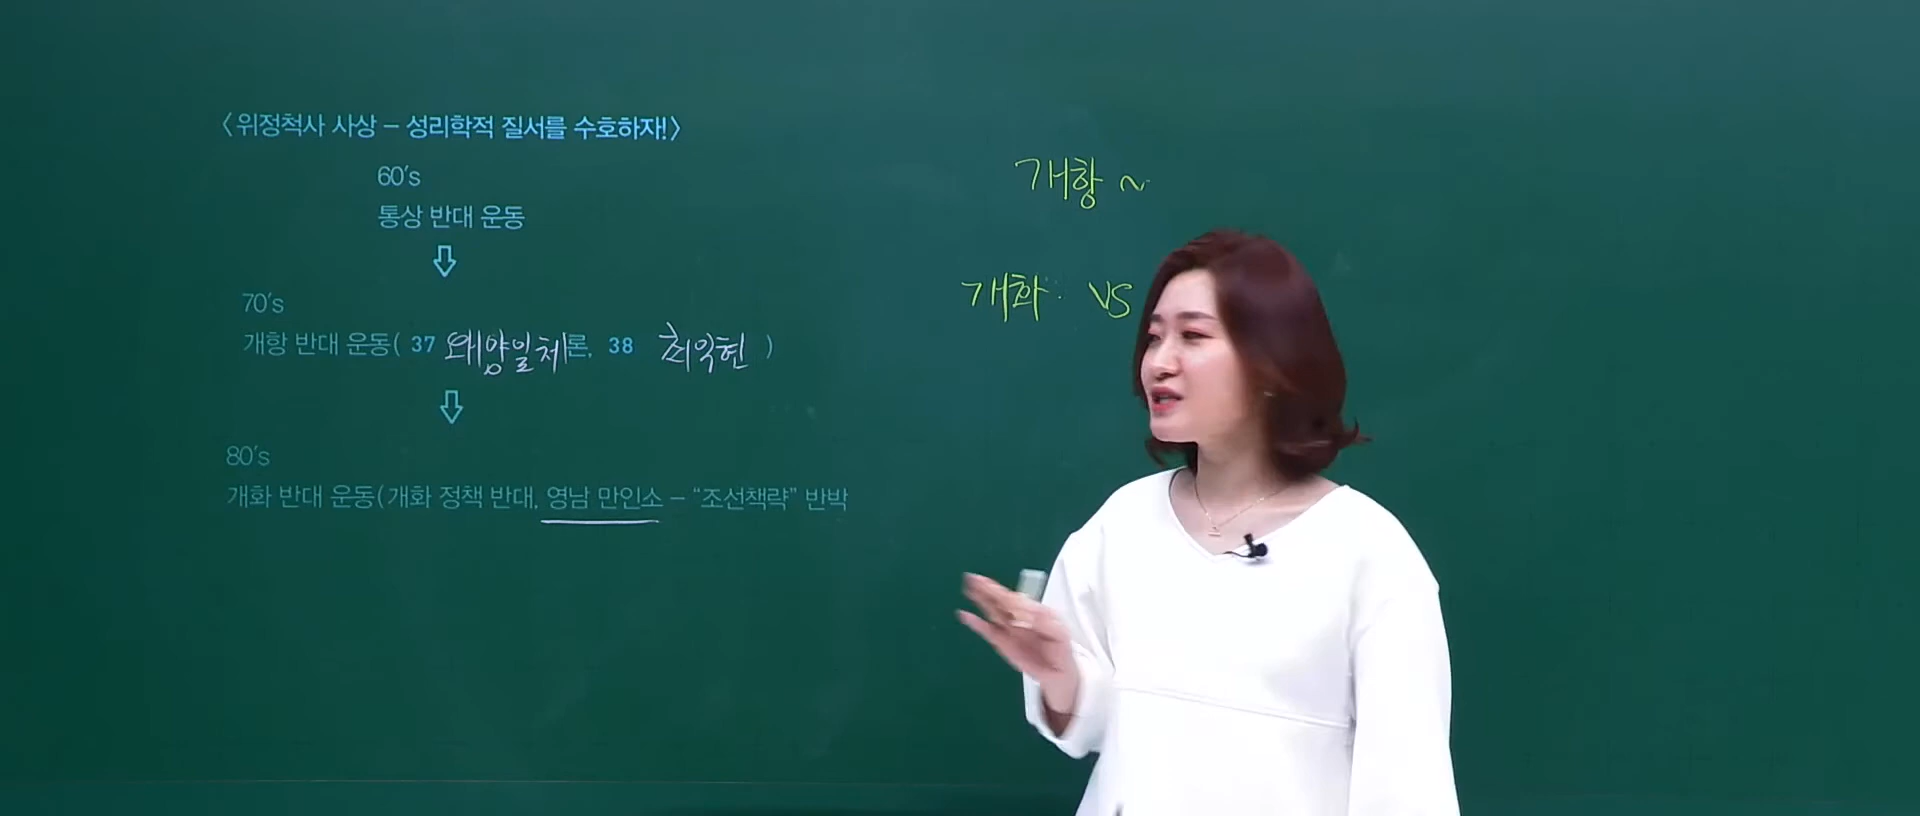 〈위정척사 사상 – 성리학적 질서를 수호하자!〉
60's
통상 반대 운동
⇩
70's
개항 반대 운동( 37 왜양일체론, 38 최익현 )
⇩
80's
개화 반대 운동(개화 정책 반대, 영남 만인소 – “조선책략” 반박
개항 ~
개화 vs